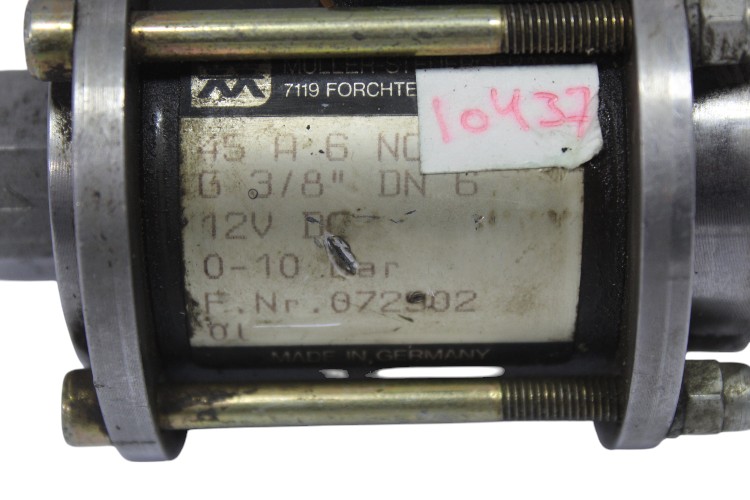 7119 FORCHTE
10437
45 A 6 NC
G 3/8" DN 6
12V DC
0-10 bar
F.Nr.072902
01
MADE IN GERMANY